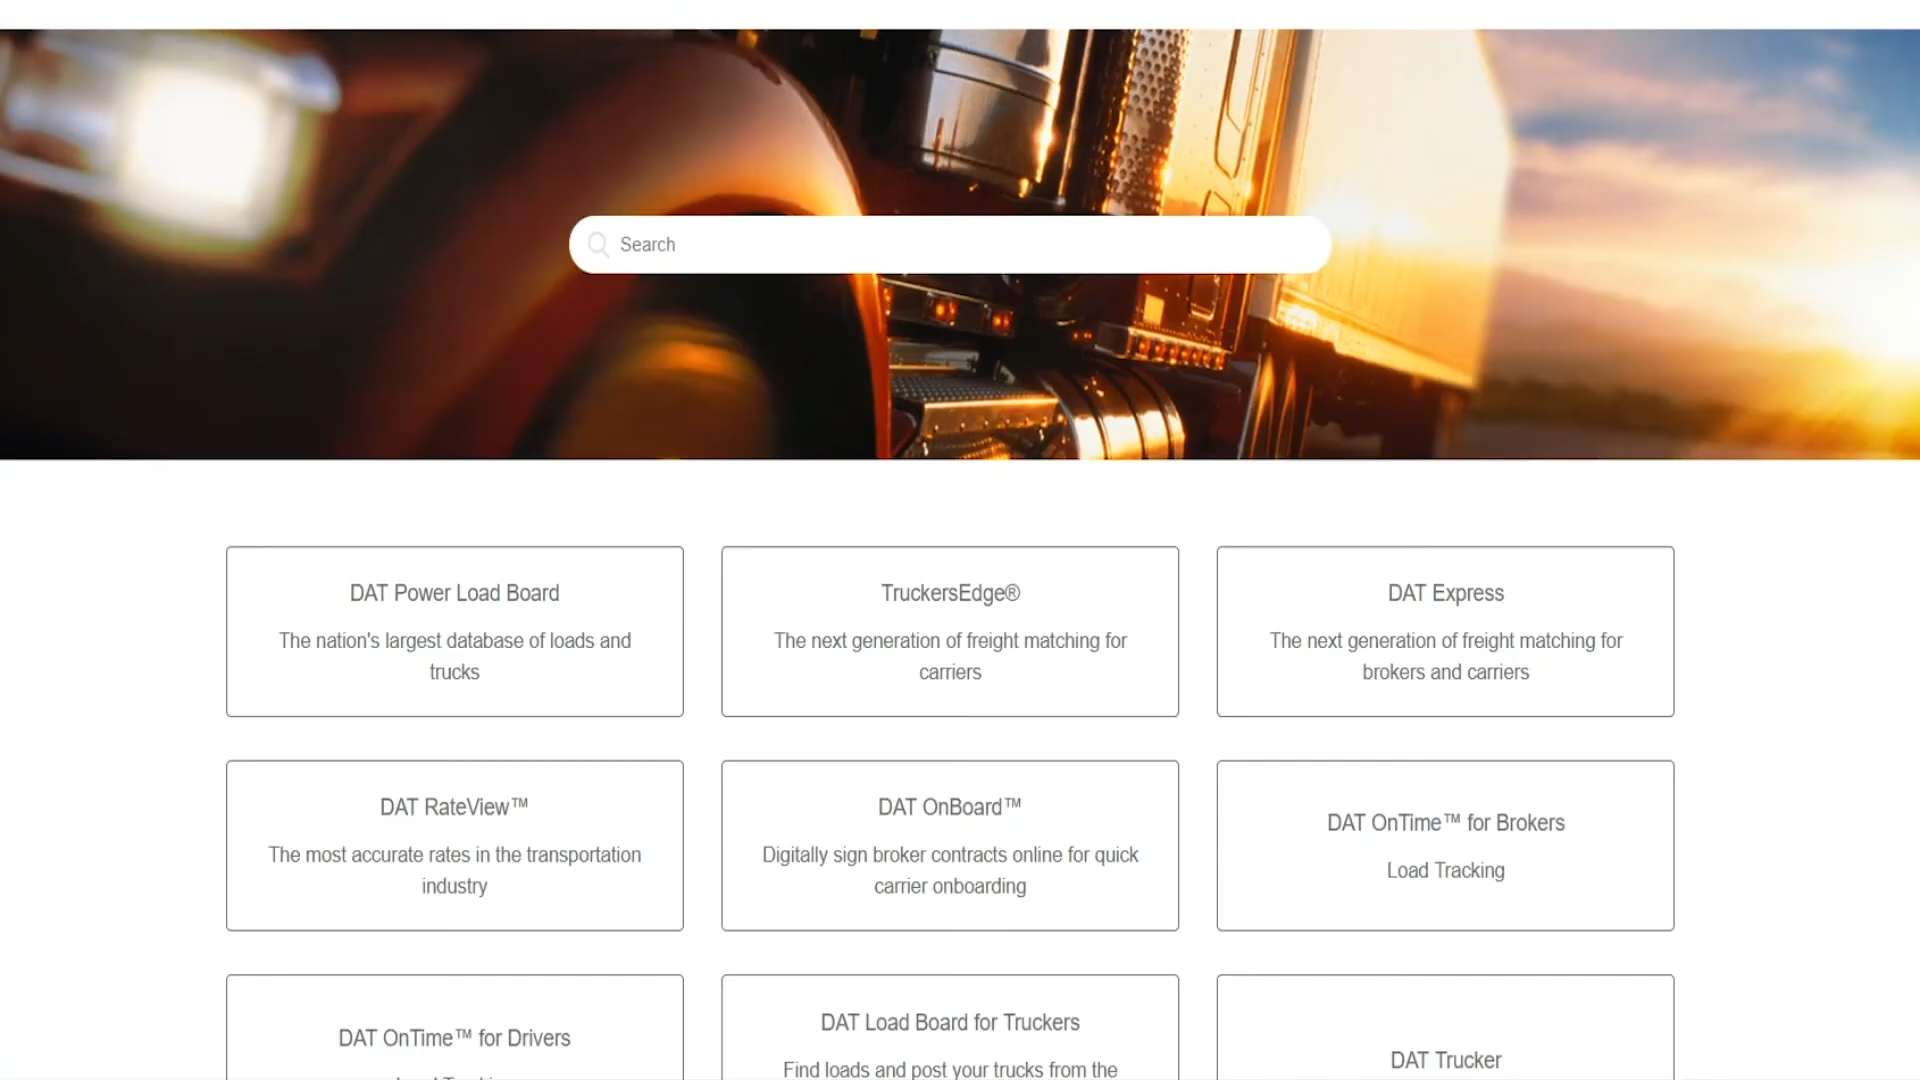 Search
DAT Power Load Board
The nation's largest database of loads and
trucks
TruckersEdge®
The next generation of freight matching for
carriers
DAT Express
The next generation of freight matching for
brokers and carriers
DAT RateView™
The most accurate rates in the transportation
industry
DAT OnBoard™
Digitally sign broker contracts online for quick
carrier onboarding
DAT OnTime™ for Brokers
Load Tracking
DAT OnTime™ for Drivers
DAT Load Board for Truckers
Find loads and post your trucks from the
DAT Trucker